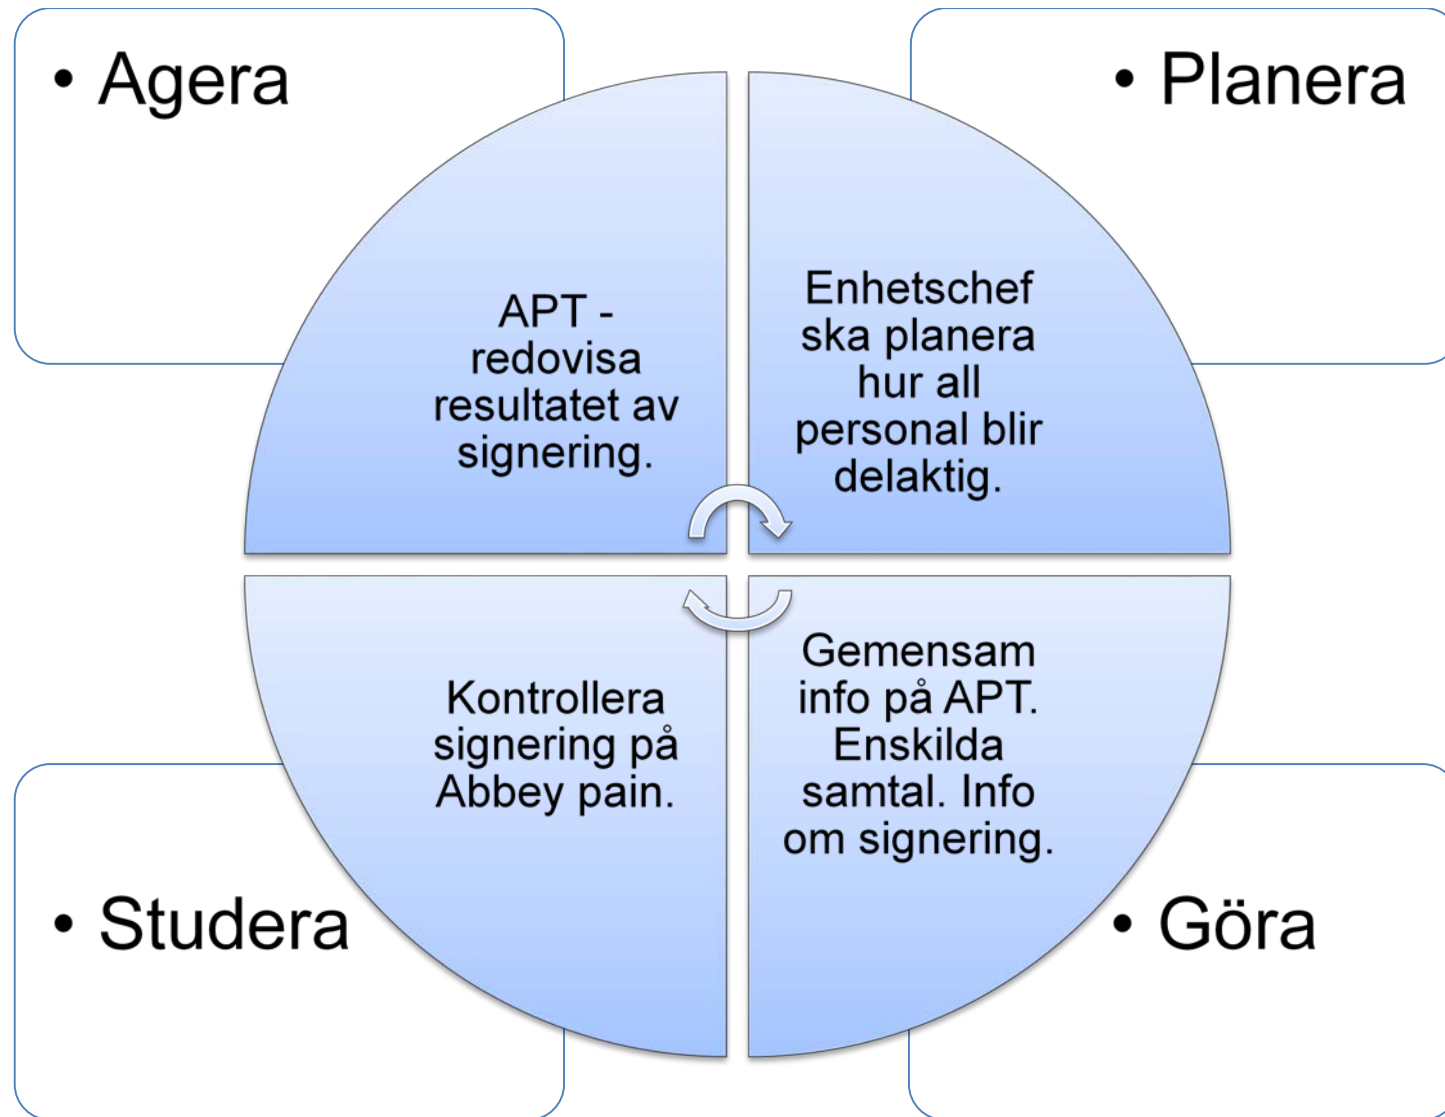 • Agera
APT -
redovisa
resultatet av
signering.
• Planera
Enhetschef
ska planera
hur all
personal blir
delaktig.
• Studera
Kontrollera
signering på
Abbey pain.
• Göra
Gemensam
info på APT.
Enskilda
samtal. Info
om signering.